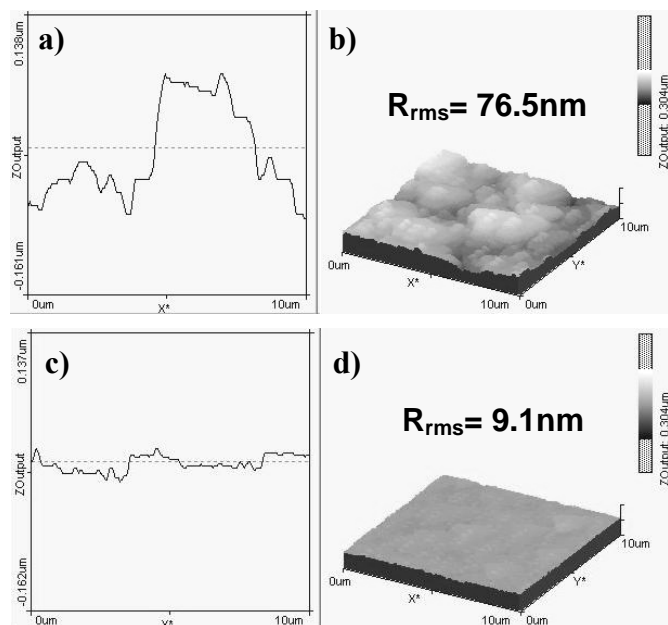 a)
0.138um
ZOutput
-0.161um
0um
X*
10um
b)
Rrms= 76.5nm
ZOutput: 0.304um
0um
X*
10um
0um
Y*
10um
c)
0.137um
ZOutput
-0.162um
0um
10um
d)
Rrms= 9.1nm
ZOutput: 0.304um
0um
X*
10um
0um
Y*
10um